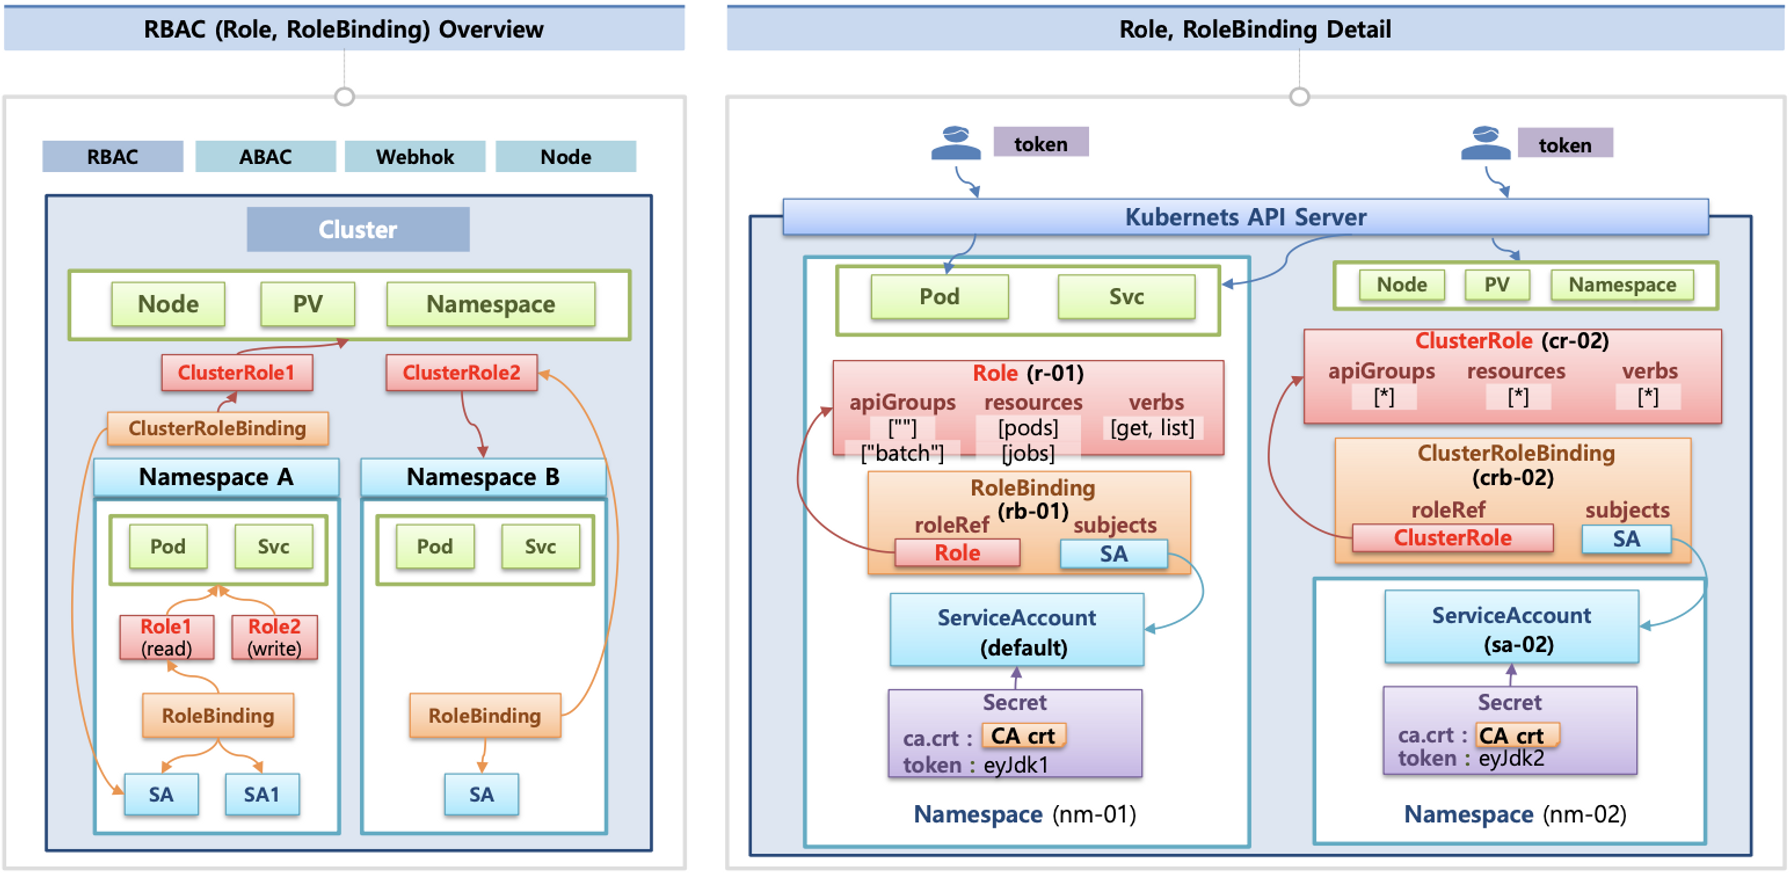 RBAC (Role, RoleBinding) Overview
RBAC
ABAC
Webhok
Node
Cluster
Node
PV
Namespace
ClusterRole1
ClusterRole2
ClusterRoleBinding
Namespace A
Namespace B
Pod
Svc
Pod
Svc
Role1
(read)
Role2
(write)
RoleBinding
RoleBinding
SA
SA1
SA
Role, RoleBinding Detail
token
token
Kubernets API Server
Pod
Svc
Node
PV
Namespace
Role (r-01)
apiGroups
resources
verbs
[""]
[pods]
[get, list]
["batch"]
[jobs]
RoleBinding
(rb-01)
roleRef
subjects
Role
SA
ServiceAccount
(default)
Secret
ca.crt : CA crt
token : eyJdk1
Namespace (nm-01)
ClusterRole (cr-02)
apiGroups
resources
verbs
[*]
[*]
[*]
ClusterRoleBinding
(crb-02)
roleRef
subjects
ClusterRole
SA
ServiceAccount
(sa-02)
Secret
ca.crt : CA crt
token : eyJdk2
Namespace (nm-02)